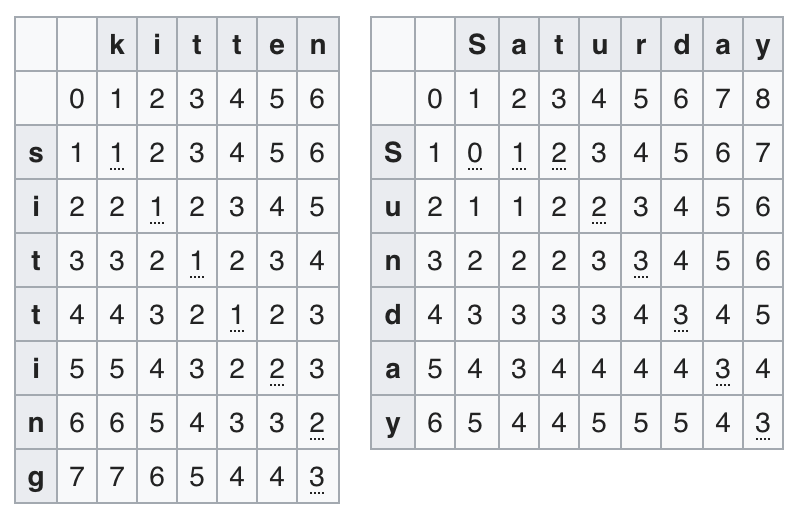 k i t t e n
0 1 2 3 4 5 6
s 1 1 2 3 4 5 6
i 2 2 1 2 3 4 5
t 3 3 2 1 2 3 4
t 4 4 3 2 1 2 3
i 5 5 4 3 2 2 3
n 6 6 5 4 3 3 2
g 7 7 6 5 4 4 3
S a t u r d a y
0 1 2 3 4 5 6 7 8
S 1 0 1 2 3 4 5 6 7
u 2 1 1 2 2 3 4 5 6
n 3 2 2 2 3 3 4 5 6
d 4 3 3 3 3 4 3 4 5
a 5 4 3 4 4 4 4 3 4
y 6 5 4 4 5 5 5 4 3